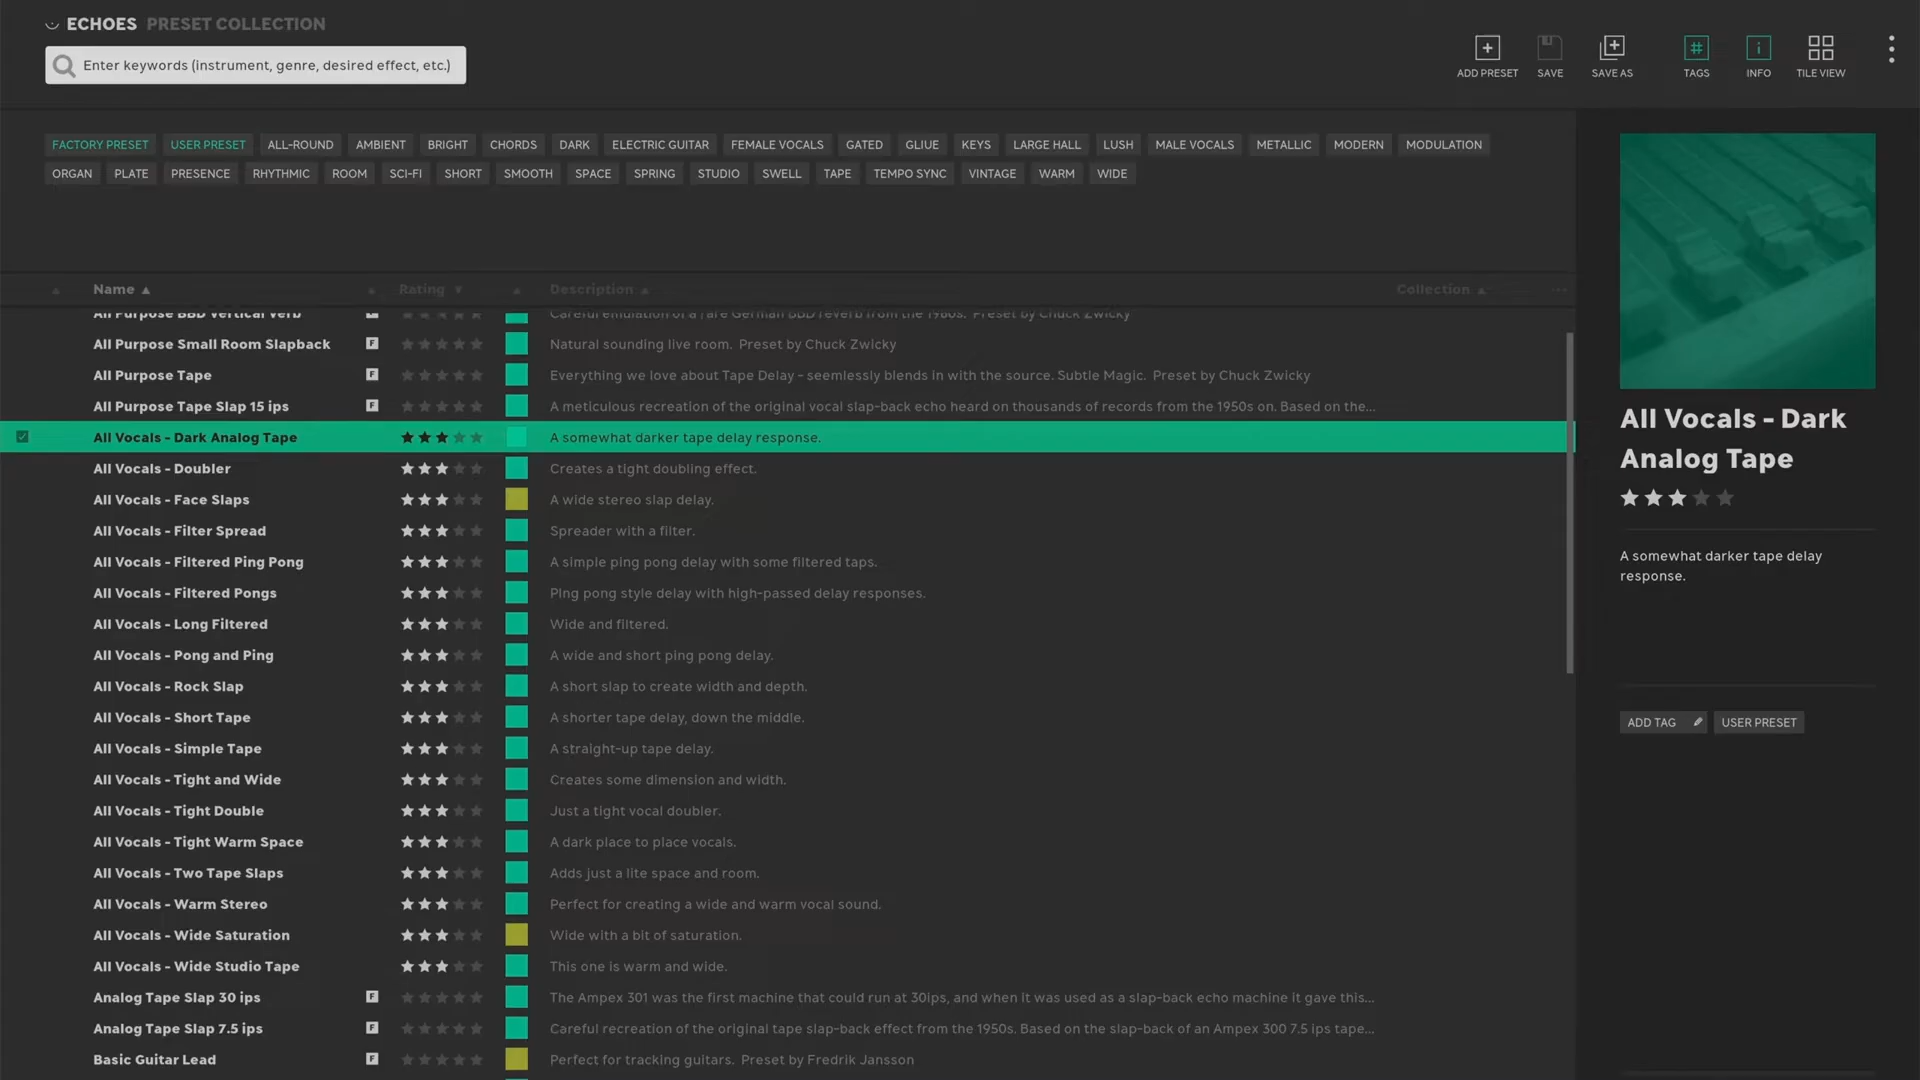 ECHOES PRESET COLLECTION
Enter keywords (instrument, genre, desired effect, etc.)
ADD PRESET SAVE SAVE AS TAGS INFO TILE VIEW
FACTORY PRESET USER PRESET ALL-ROUND AMBIENT BRIGHT CHORDS DARK ELECTRIC GUITAR FEMALE VOCALS GATED GLIUE KEYS LARGE HALL LUSH MALE VOCALS METALLIC MODERN MODULATION
ORGAN PLATE PRESENCE RHYTHMIC ROOM SCI-FI SHORT SMOOTH SPACE SPRING STUDIO SWELL TAPE TEMPO SYNC VINTAGE WARM WIDE
Name Rating Description Collection
All Purpose BBD Vertical Verb Careful emulation of a rare German BBD reverb from the 1980s. Preset by Chuck Zwicky
All Purpose Small Room Slapback F Natural sounding live room. Preset by Chuck Zwicky
All Purpose Tape F Everything we love about Tape Delay - seemlessly blends in with the source. Subtle Magic. Preset by Chuck Zwicky
All Purpose Tape Slap 15 ips F A meticulous recreation of the original vocal slap-back echo heard on thousands of records from the 1950s on. Based on the...
All Vocals - Dark Analog Tape A somewhat darker tape delay response.
All Vocals - Doubler Creates a tight doubling effect.
All Vocals - Face Slaps A wide stereo slap delay.
All Vocals - Filter Spread Spreader with a filter.
All Vocals - Filtered Ping Pong A simple ping pong delay with some filtered taps.
All Vocals - Filtered Pongs PIng pong style delay with high-passed delay responses.
All Vocals - Long Filtered Wide and filtered.
All Vocals - Pong and Ping A wide and short ping pong delay.
All Vocals - Rock Slap A short slap to create width and depth.
All Vocals - Short Tape A shorter tape delay, down the middle.
All Vocals - Simple Tape A straight-up tape delay.
All Vocals - Tight and Wide Creates some dimension and width.
All Vocals - Tight Double Just a tight vocal doubler.
All Vocals - Tight Warm Space A dark place to place vocals.
All Vocals - Two Tape Slaps Adds just a lite space and room.
All Vocals - Warm Stereo Perfect for creating a wide and warm vocal sound.
All Vocals - Wide Saturation Wide with a bit of saturation.
All Vocals - Wide Studio Tape This one is warm and wide.
Analog Tape Slap 30 ips F The Ampex 301 was the first machine that could run at 30ips, and when it was used as a slap-back echo machine it gave this...
Analog Tape Slap 7.5 ips F Careful recreation of the original tape slap-back effect from the 1950s. Based on the slap-back of an Ampex 300 7.5 ips tape...
Basic Guitar Lead F Perfect for tracking guitars. Preset by Fredrik Jansson
All Vocals - Dark
Analog Tape
A somewhat darker tape delay
response.
ADD TAG USER PRESET